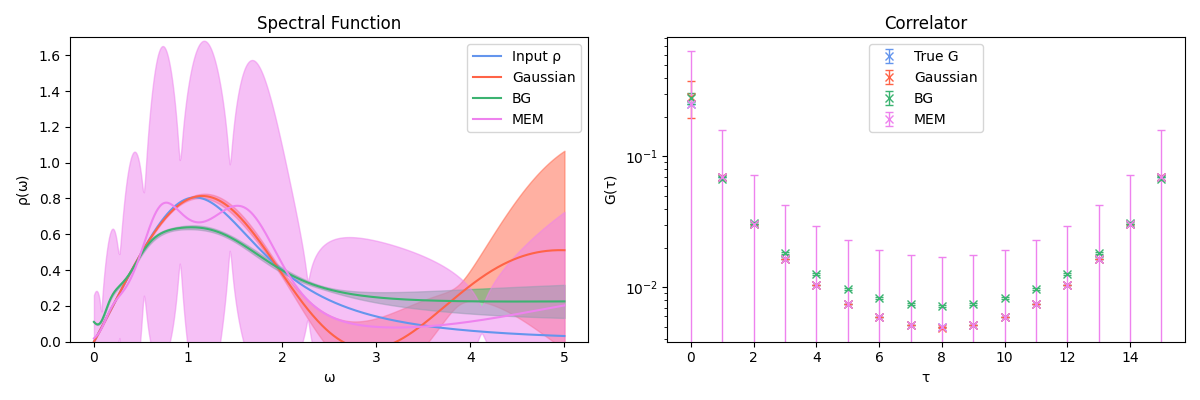 Spectral Function
ρ(ω)
1.6
1.4
1.2
1.0
0.8
0.6
0.4
0.2
0.0
0 1 2 3 4 5
ω
Input ρ
Gaussian
BG
MEM
Correlator
G(τ)
10⁻¹
10⁻²
0 2 4 6 8 10 12 14
τ
True G
Gaussian
BG
MEM